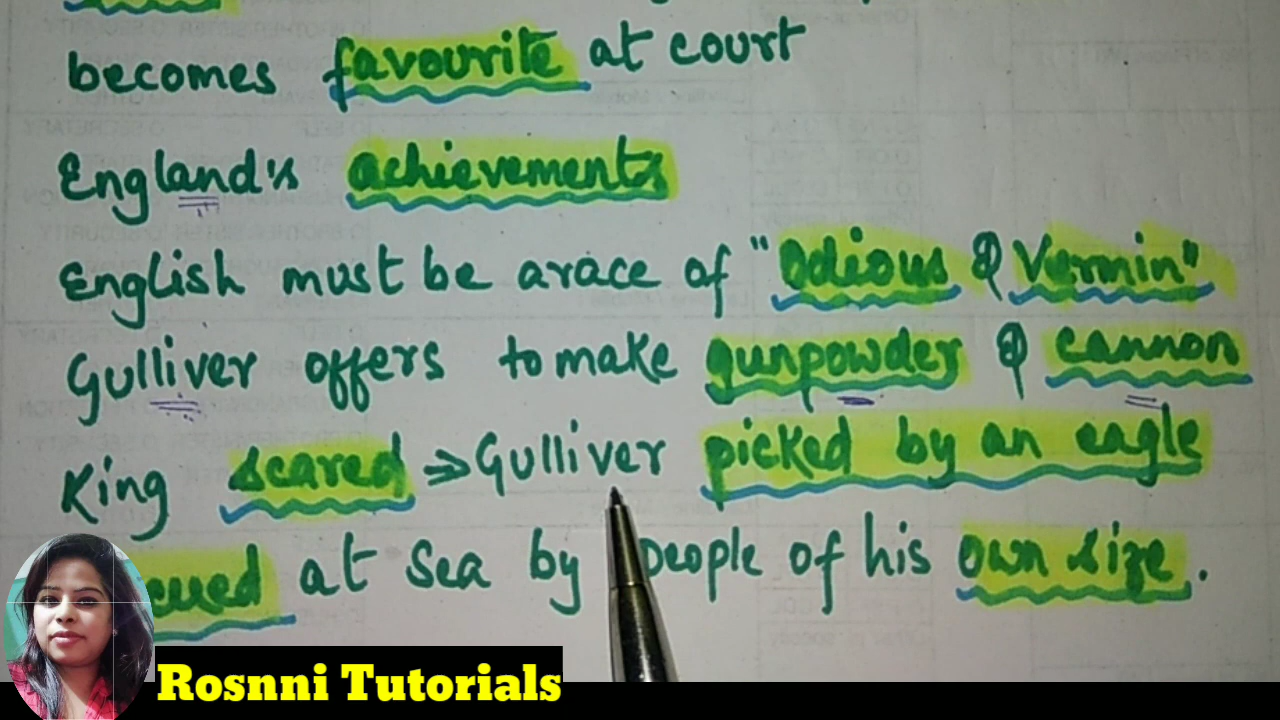 becomes favourite at court
England's achievements
English must be a race of "Odious & Vermin"
Gulliver offers to make gunpowder & cannon
King scared => Gulliver picked by an eagle
at sea by people of his own size.
Rosnni Tutorials